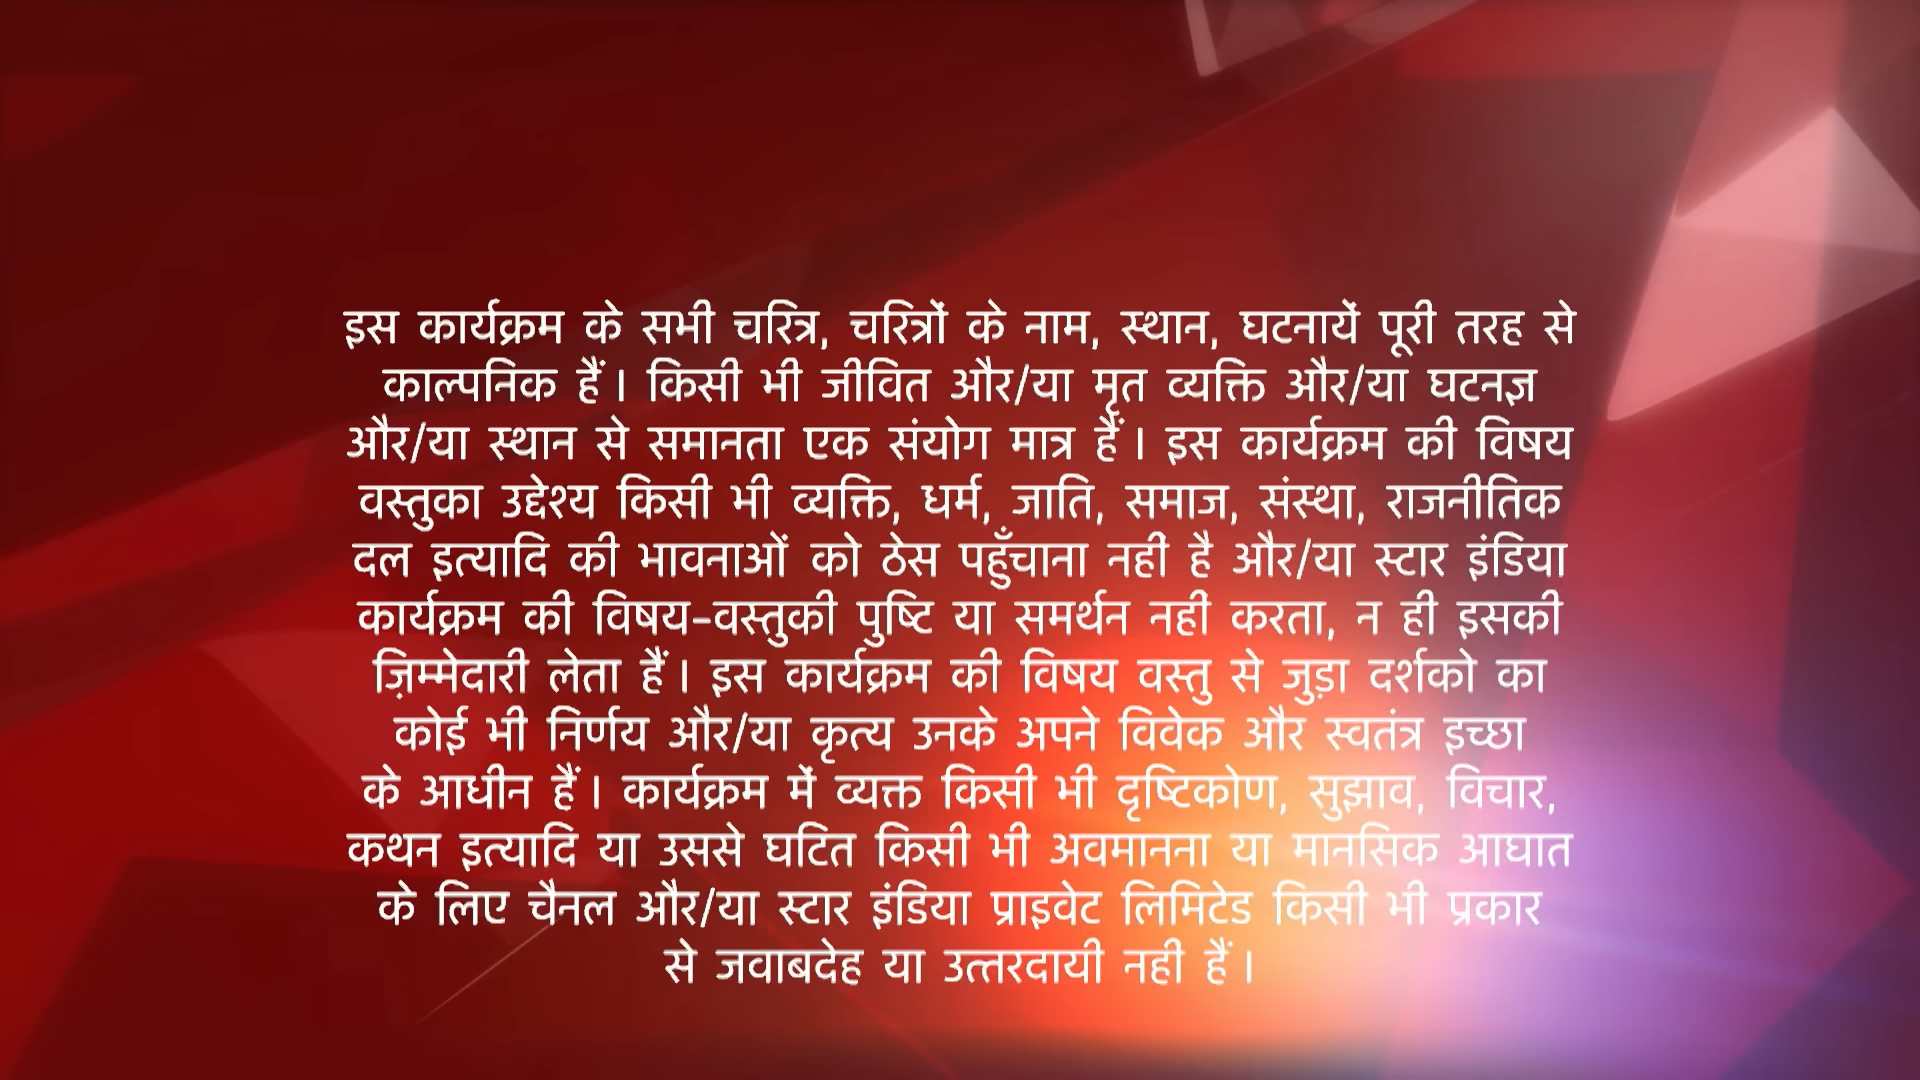 इस कार्यक्रम के सभी चरित्र, चरित्रों के नाम, स्थान, घटनायें पूरी तरह से
काल्पनिक हैं। किसी भी जीवित और/या मृत व्यक्ति और/या घटनज्ञ
और/या स्थान से समानता एक संयोग मात्र हैं। इस कार्यक्रम की विषय
वस्तुका उद्देश्य किसी भी व्यक्ति, धर्म, जाति, समाज, संस्था, राजनीतिक
दल इत्यादि की भावनाओं को ठेस पहुँचाना नहीं है और/या स्टार इंडिया
कार्यक्रम की विषय-वस्तुकी पुष्टि या समर्थन नहीं करता, न ही इसकी
ज़िम्मेदारी लेता हैं। इस कार्यक्रम की विषय वस्तु से जुड़ा दर्शको का
कोई भी निर्णय और/या कृत्य उनके अपने विवेक और स्वतंत्र इच्छा
के आधीन हैं। कार्यक्रम में व्यक्त किसी भी दृष्टिकोण, सुझाव, विचार,
कथन इत्यादि या उससे घटित किसी भी अवमानना या मानसिक आघात
के लिए चैनल और/या स्टार इंडिया प्राइवेट लिमिटेड किसी भी प्रकार
से जवाबदेह या उत्तरदायी नही हैं।